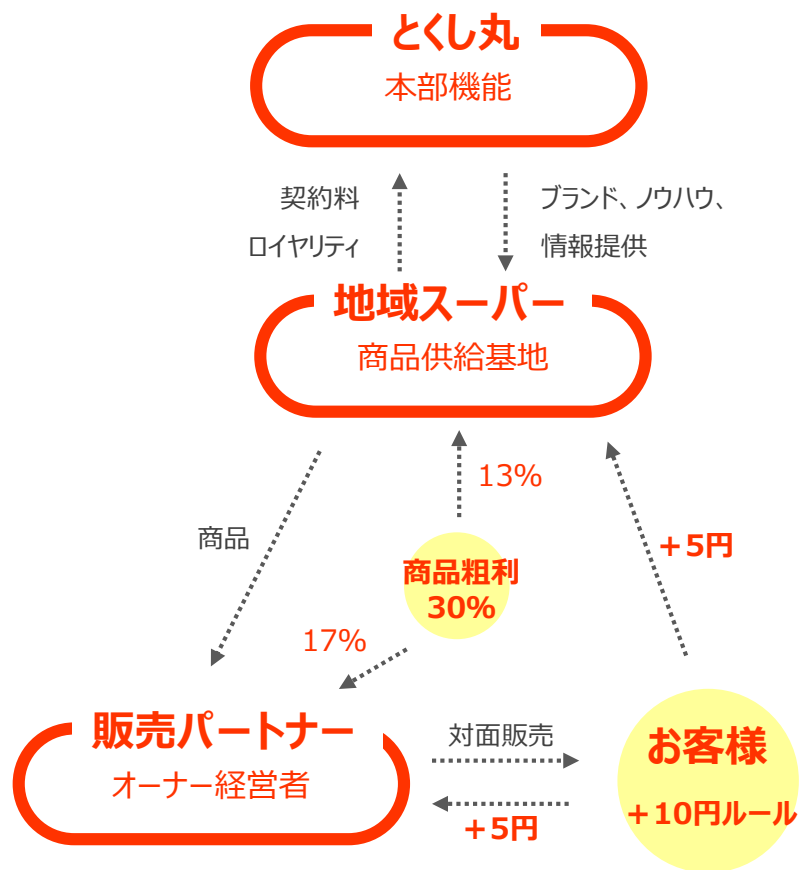 とくし丸
本部機能
契約料
ロイヤリティ
ブランド、ノウハウ、
情報提供
地域スーパー
商品供給基地
13%
商品
+5円
商品粗利
30%
17%
販売パートナー
オーナー経営者
対面販売
+5円
お客様
+10円ルール